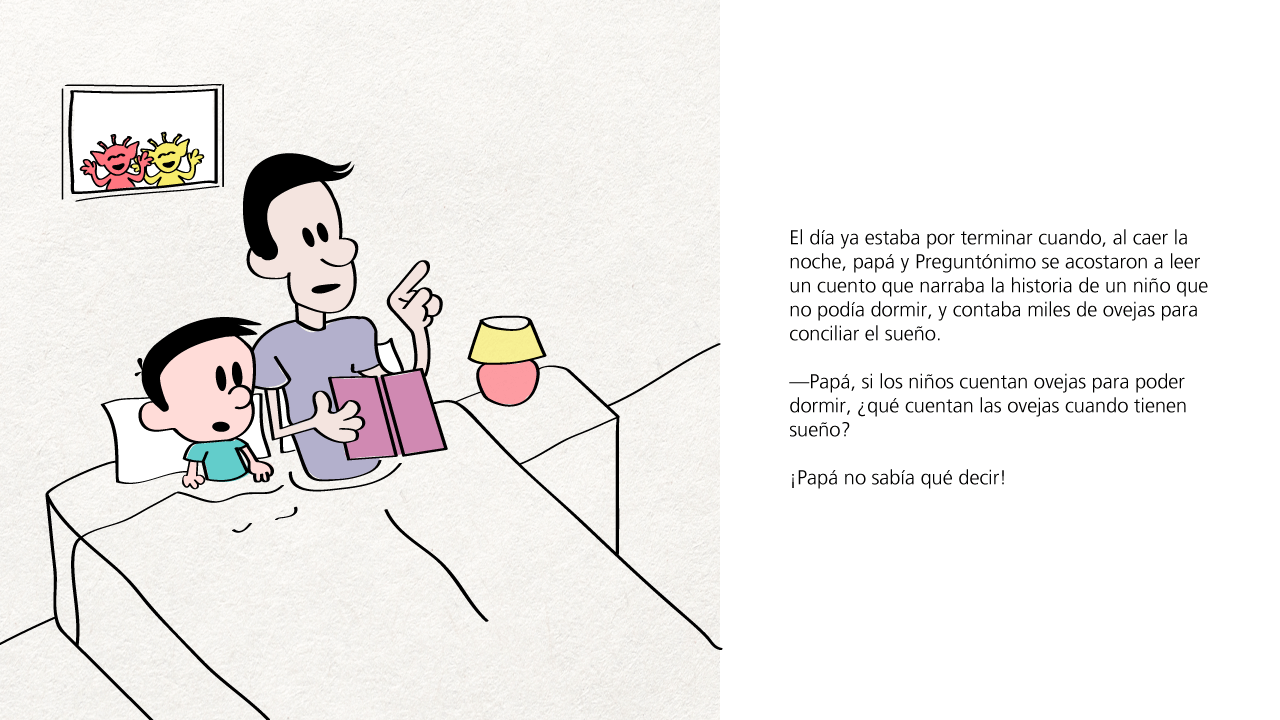 El día ya estaba por terminar cuando, al caer la
noche, papá y Preguntónimo se acostaron a leer
un cuento que narraba la historia de un niño que
no podía dormir, y contaba miles de ovejas para
conciliar el sueño.
—Papá, si los niños cuentan ovejas para poder
dormir, ¿qué cuentan las ovejas cuando tienen
sueño?
¡Papá no sabía qué decir!